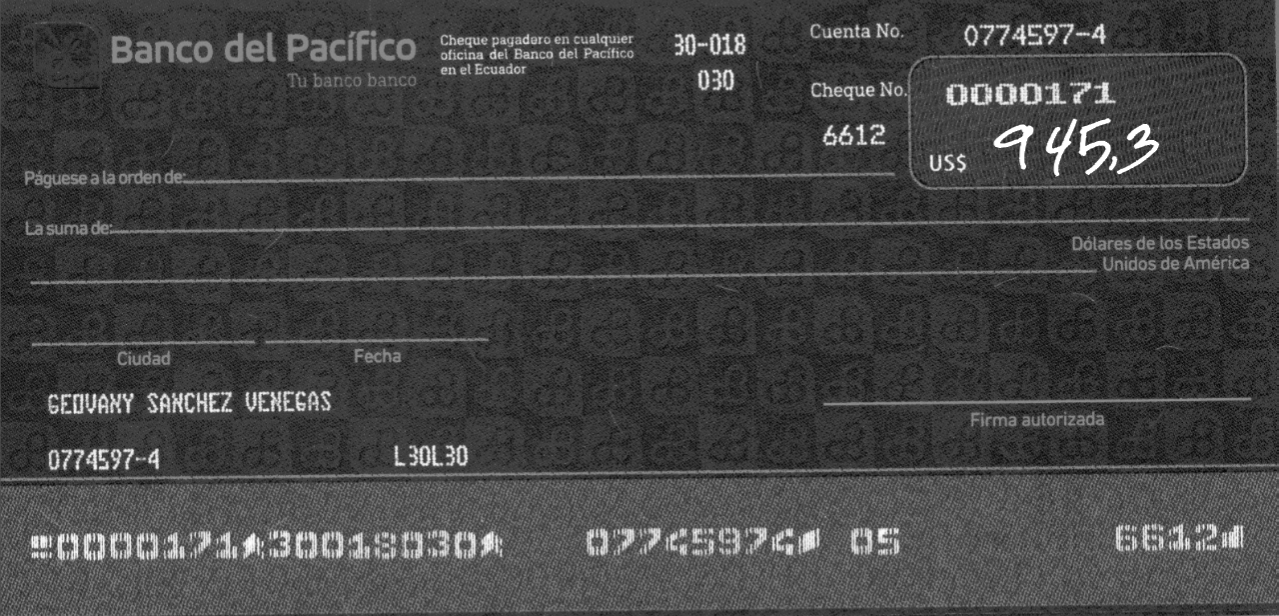 Banco del Pacífico
Tu banco banco
Cheque pagadero en cualquier
oficina del Banco del Pacífico
en el Ecuador
30-018
030
Cuenta No. 0774597-4
Cheque No. 0000171
6612
US$ 945,3
Páguese a la orden de:
La suma de:
Dólares de los Estados
Unidos de América
Ciudad Fecha
GEOVANY SANCHEZ VENEGAS
Firma autorizada
0774597-4 L30L30
⑈0000171⑆30018030⑆ 07745974⑈ 05 6612⑈